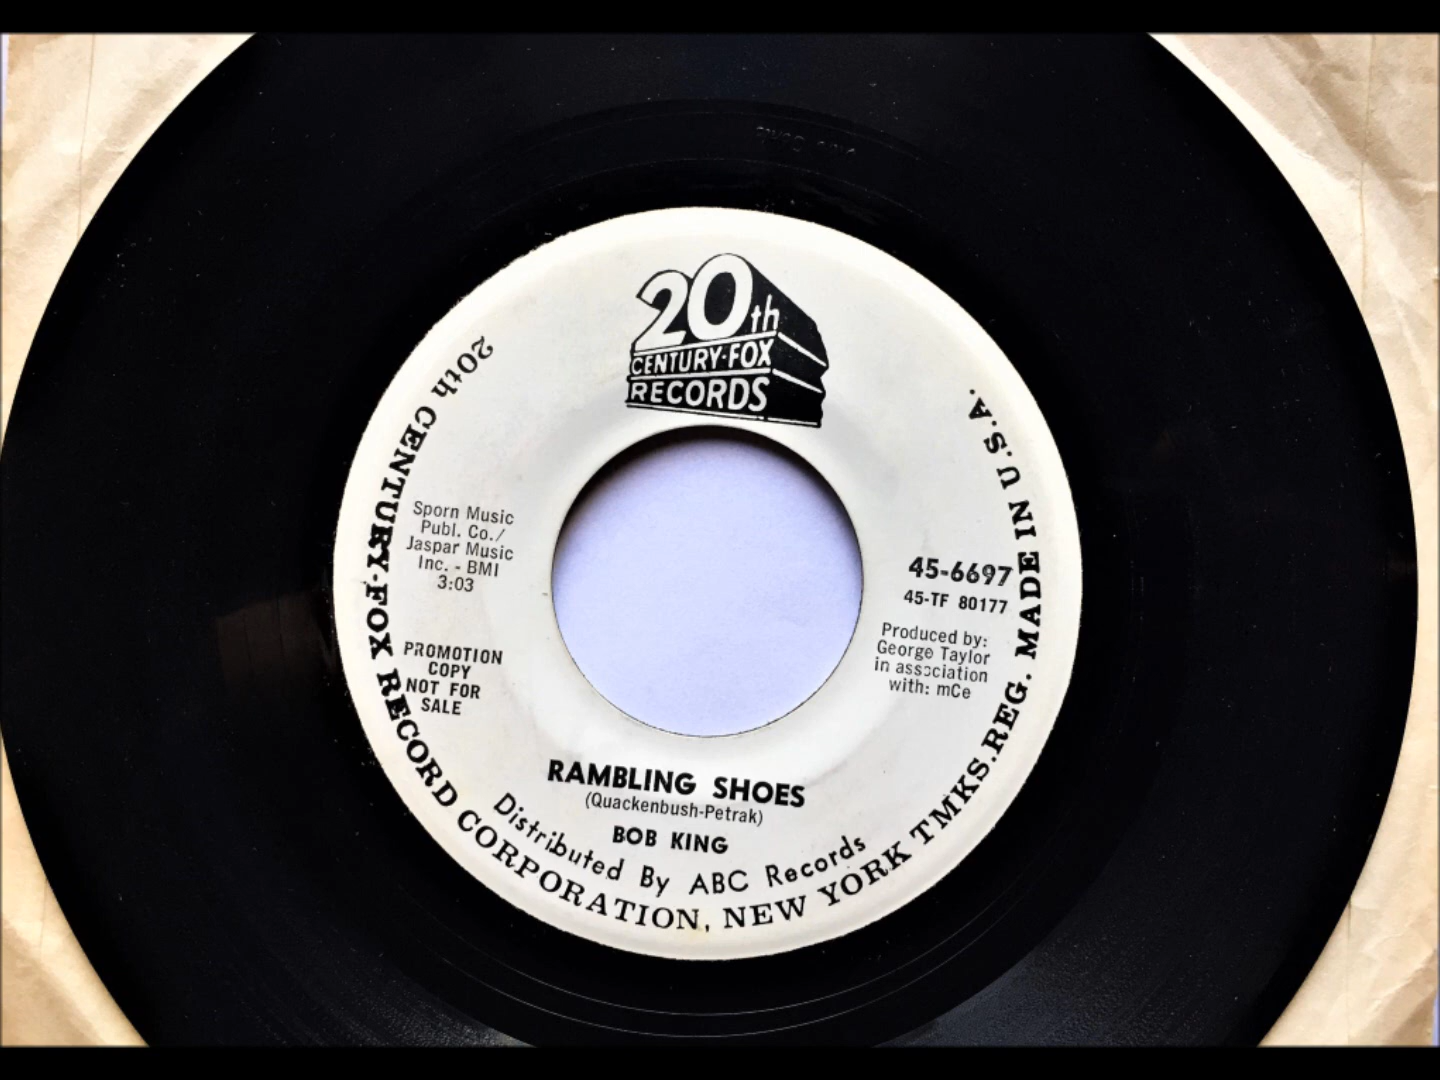 20th
CENTURY-FOX
RECORDS
20th CENTURY-FOX RECORD CORPORATION, NEW YORK TMKS.REG. MADE IN U.S.A.
Sporn Music
Publ. Co./
Jaspar Music
Inc. - BMI
3:03
PROMOTION
COPY
NOT FOR
SALE
45-6697
45-TF 80177
Produced by:
George Taylor
in association
with: mCe
RAMBLING SHOES
(Quackenbush-Petrak)
BOB KING
Distributed By ABC Records